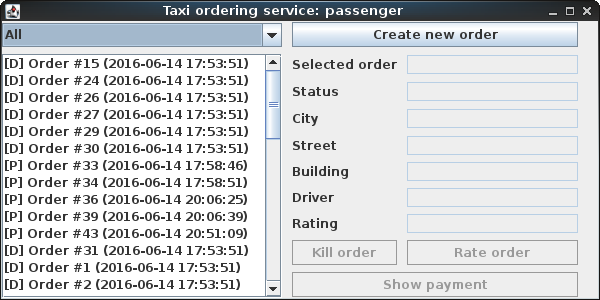 Taxi ordering service: passenger
All
Create new order
[D] Order #15 (2016-06-14 17:53:51)
[D] Order #24 (2016-06-14 17:53:51)
[D] Order #26 (2016-06-14 17:53:51)
[D] Order #27 (2016-06-14 17:53:51)
[D] Order #29 (2016-06-14 17:53:51)
[D] Order #30 (2016-06-14 17:53:51)
[P] Order #33 (2016-06-14 17:58:46)
[P] Order #34 (2016-06-14 17:58:51)
[P] Order #36 (2016-06-14 20:06:25)
[P] Order #39 (2016-06-14 20:06:39)
[P] Order #43 (2016-06-14 20:51:09)
[D] Order #31 (2016-06-14 17:53:51)
[D] Order #1 (2016-06-14 17:53:51)
[D] Order #2 (2016-06-14 17:53:51)
Selected order
Status
City
Street
Building
Driver
Rating
Kill order
Rate order
Show payment